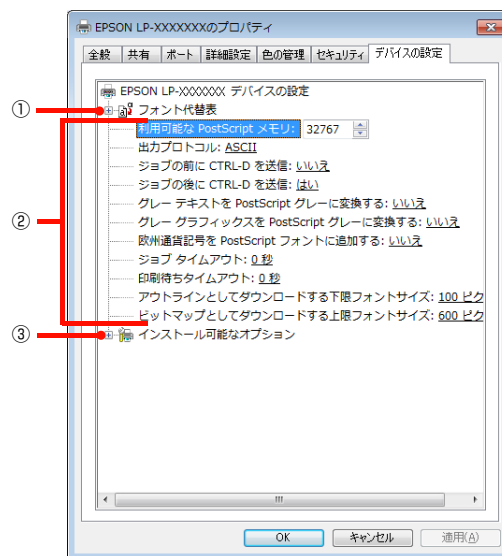 EPSON LP-XXXXXXXのプロパティ
全般 共有 ポート 詳細設定 色の管理 セキュリティ デバイスの設定
EPSON LP-XXXXXXX デバイスの設定
① フォント代替表
利用可能な PostScript メモリ: 32767
出力プロトコル: ASCII
ジョブの前に CTRL-D を送信: いいえ
ジョブの後に CTRL-D を送信: はい
グレー テキストを PostScript グレーに変換する: いいえ
② グレー グラフィックスを PostScript グレーに変換する: いいえ
欧州通貨記号を PostScript フォントに追加する: いいえ
ジョブ タイムアウト: 0 秒
印刷待ちタイムアウト: 0 秒
アウトラインとしてダウンロードする下限フォントサイズ: 100 ピク
ビットマップとしてダウンロードする上限フォントサイズ: 600 ピク
③ インストール可能なオプション
OK キャンセル 適用(A)